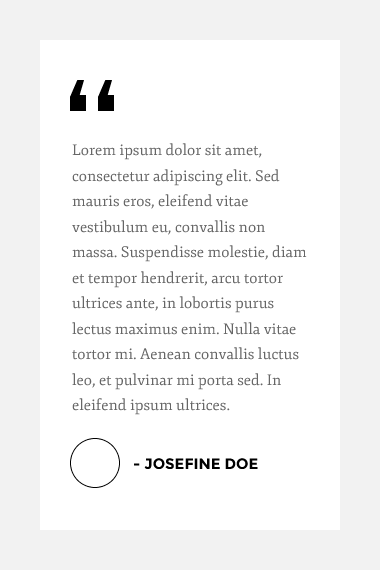 “
Lorem ipsum dolor sit amet,
consectetur adipiscing elit. Sed
mauris eros, eleifend vitae
vestibulum eu, convallis non
massa. Suspendisse molestie, diam
et tempor hendrerit, arcu tortor
ultrices ante, in lobortis purus
lectus maximus enim. Nulla vitae
tortor mi. Aenean convallis luctus
leo, et pulvinar mi porta sed. In
eleifend ipsum ultrices.
- JOSEFINE DOE